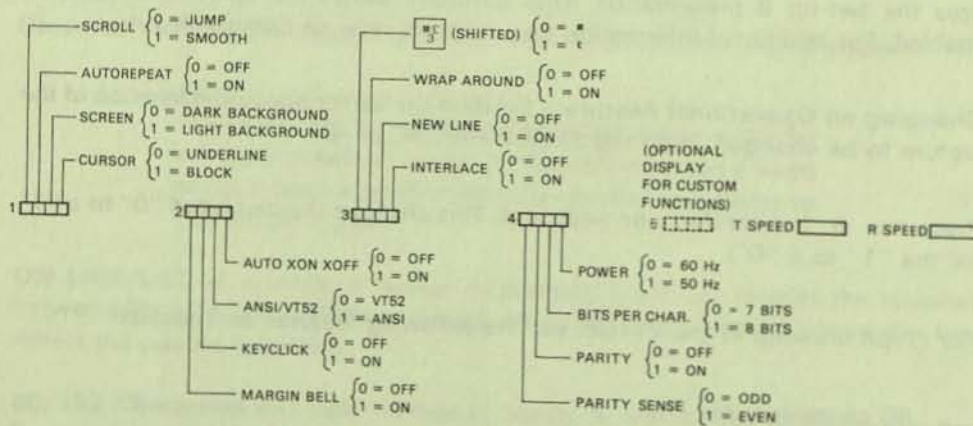 SCROLL 0 = JUMP
1 = SMOOTH
AUTOREPEAT 0 = OFF
1 = ON
SCREEN 0 = DARK BACKGROUND
1 = LIGHT BACKGROUND
CURSOR 0 = UNDERLINE
1 = BLOCK
1
# £
3 (SHIFTED) 0 = #
1 = £
WRAP AROUND 0 = OFF
1 = ON
NEW LINE 0 = OFF
1 = ON
INTERLACE 0 = OFF
1 = ON
2
3
4
(OPTIONAL
DISPLAY
FOR CUSTOM
FUNCTIONS)
5 T SPEED R SPEED
AUTO XON XOFF 0 = OFF
1 = ON
ANSI/VT52 0 = VT52
1 = ANSI
KEYCLICK 0 = OFF
1 = ON
MARGIN BELL 0 = OFF
1 = ON
POWER 0 = 60 Hz
1 = 50 Hz
BITS PER CHAR. 0 = 7 BITS
1 = 8 BITS
PARITY 0 = OFF
1 = ON
PARITY SENSE 0 = ODD
1 = EVEN